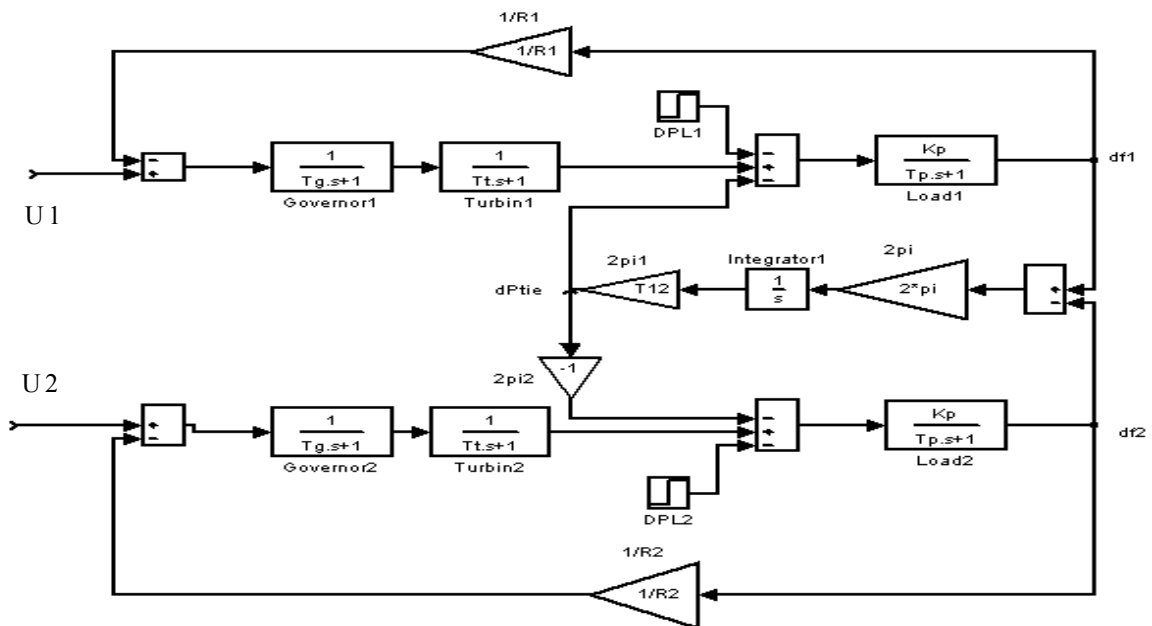 1/R1
1/R1
DPL1
1
Tg.s+1
Governor1
1
Tt.s+1
Turbin1
Kp
Tp.s+1
Load1
df1
U1
2pi1
T12
Integrator1
1
s
2pi
2*pi
dPtie
U2
-1
2pi2
1
Tg.s+1
Governor2
1
Tt.s+1
Turbin2
Kp
Tp.s+1
Load2
df2
DPL2
1/R2
1/R2